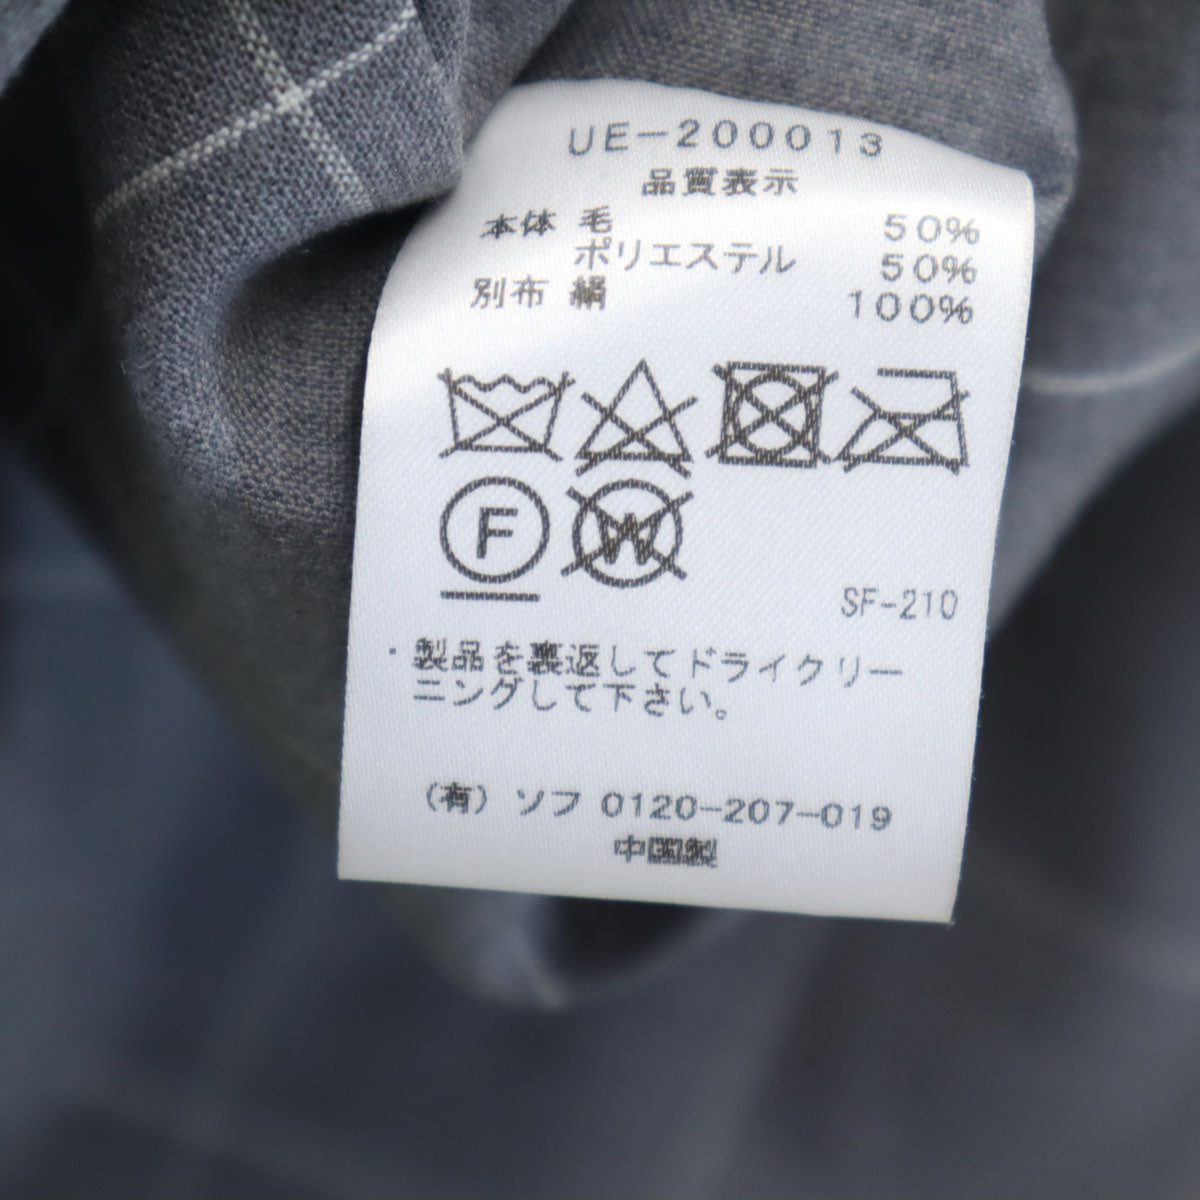 UE-200013
品質表示
本体 毛 50%
ポリエステル 50%
別布 絹 100%
F W
SF-210
・製品を裏返してドライクリー
ニングして下さい。
(有) ソフ 0120-207-019
中国製